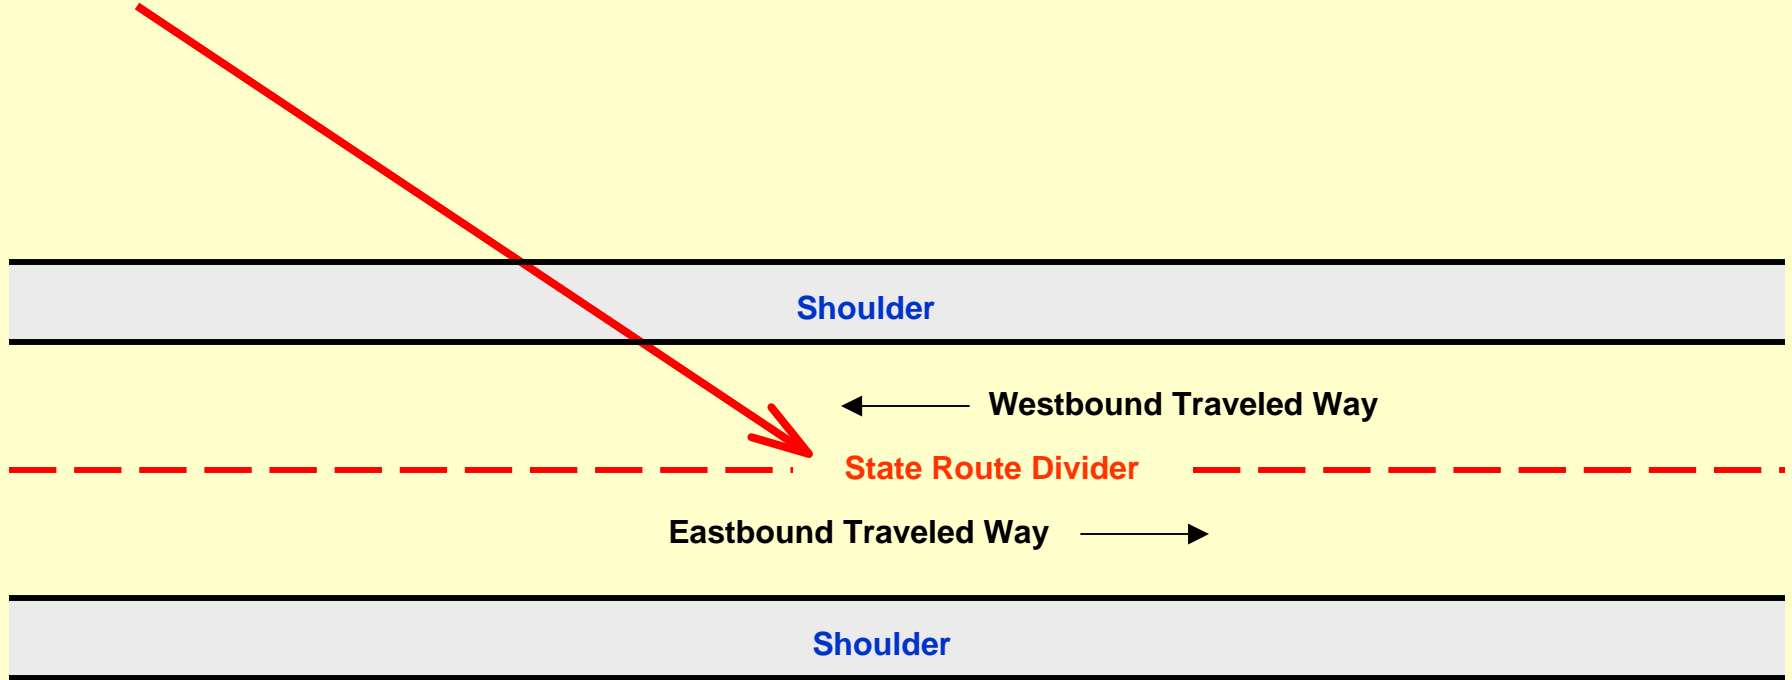 Shoulder
Westbound Traveled Way
State Route Divider
Eastbound Traveled Way
Shoulder